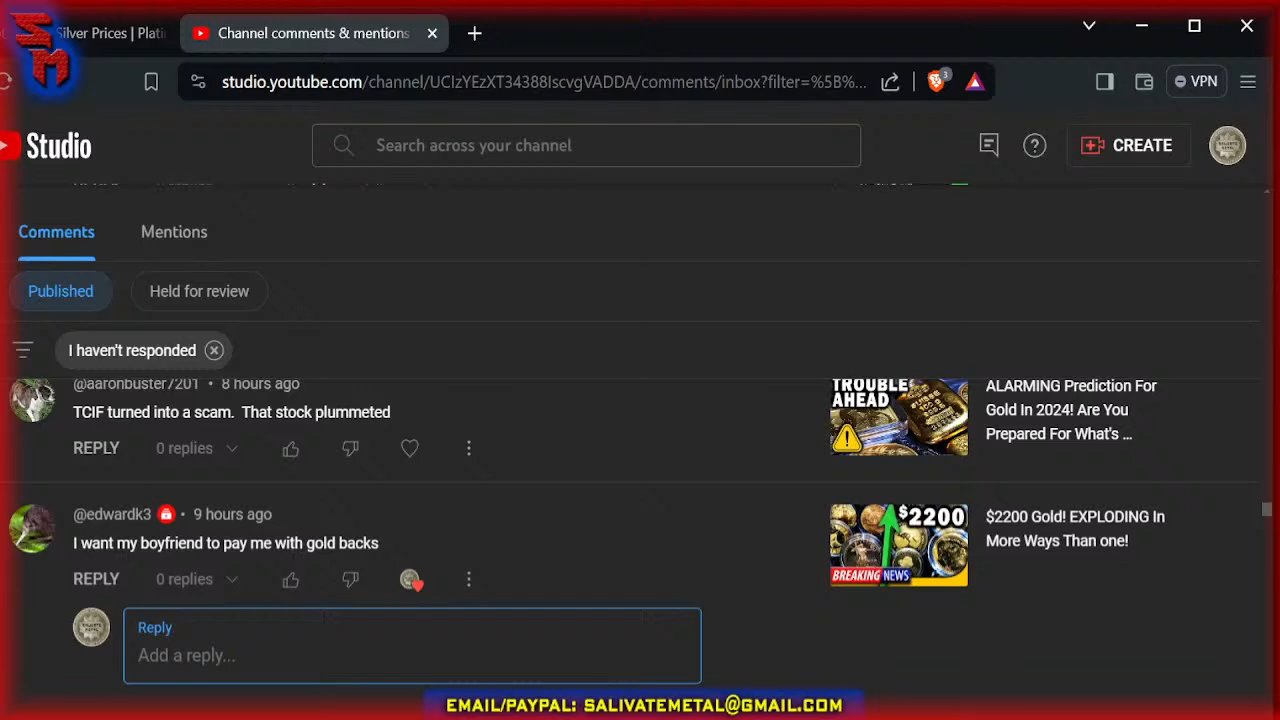 SM
Silver Prices | Plati
Channel comments & mentions
studio.youtube.com/channel/UCIzYEzXT34388IscvgVADDA/comments/inbox?filter=%5B%...
3
VPN
Studio
Search across your channel
CREATE
Comments
Mentions
Published
Held for review
I haven't responded
@aaronbuster7201 • 8 hours ago
TCIF turned into a scam. That stock plummeted
REPLY
0 replies
TROUBLE
AHEAD
ALARMING Prediction For
Gold In 2024! Are You
Prepared For What's ...
@edwardk3 • 9 hours ago
I want my boyfriend to pay me with gold backs
REPLY
0 replies
$2200
BREAKING NEWS
$2200 Gold! EXPLODING In
More Ways Than one!
Reply
Add a reply...
EMAIL/PAYPAL: SALIVATEMETAL@GMAIL.COM